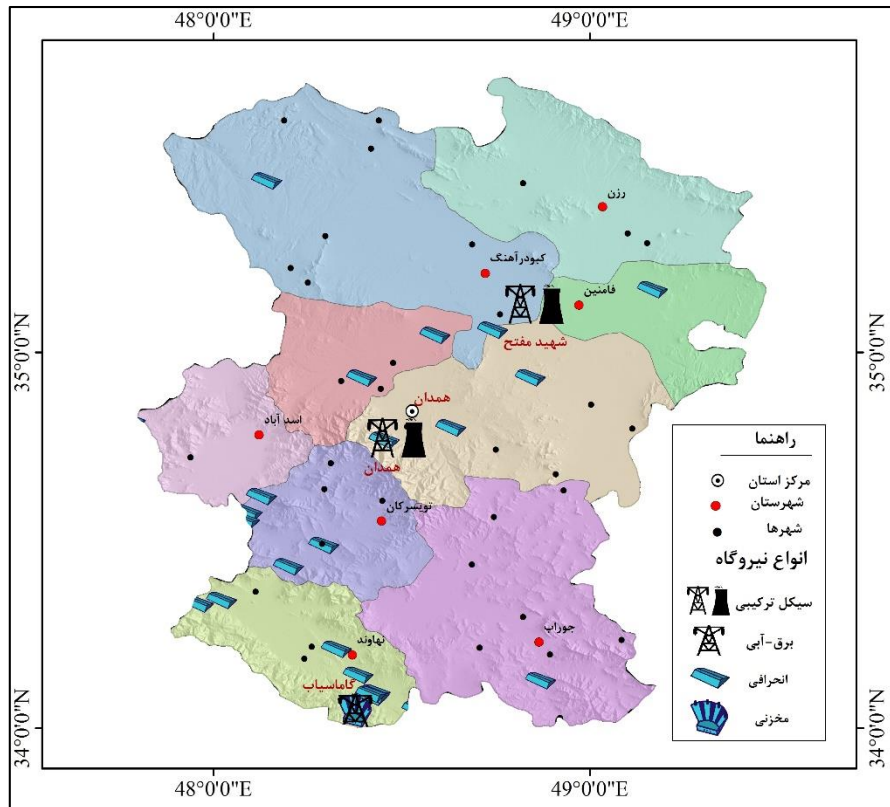 48°0'0"E
49°0'0"E
35°0'0"N
34°0'0"N
35°0'0"N
34°0'0"N
48°0'0"E
49°0'0"E
رزن
کبودرآهنگ
فامنین
شهید مفتح
همدان
اسد آباد
همدان
تویسرکان
جوراب
نهاوند
گاماسیاب
راهنما
مرکز استان
شهرستان
شهرها
انواع نیروگاه
سیکل ترکیبی
برق-آبی
انحرافی
مخزنی